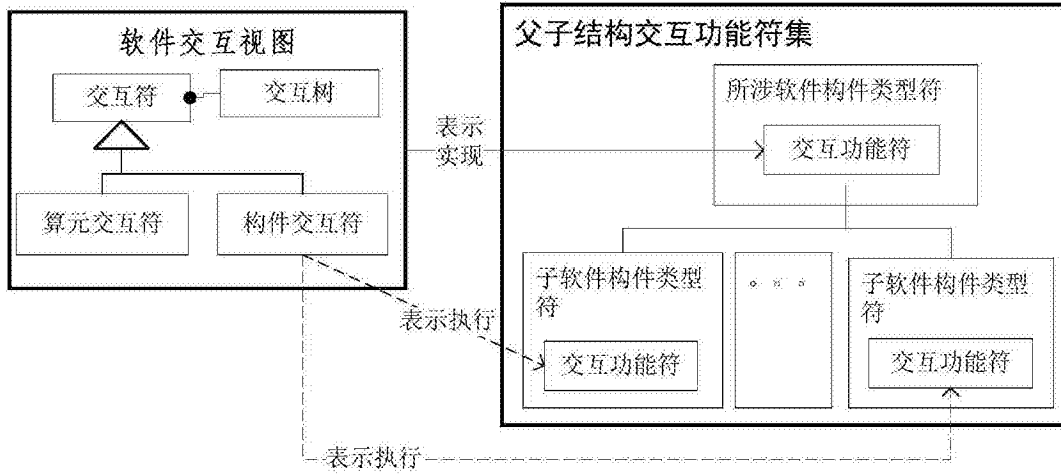 软件交互视图
交互符
交互树
算元交互符
构件交互符
表示
实现
父子结构交互功能符集
所涉软件构件类型符
交互功能符
子软件构件类型
符
交互功能符
。。。
子软件构件类型
符
交互功能符
表示执行
表示执行